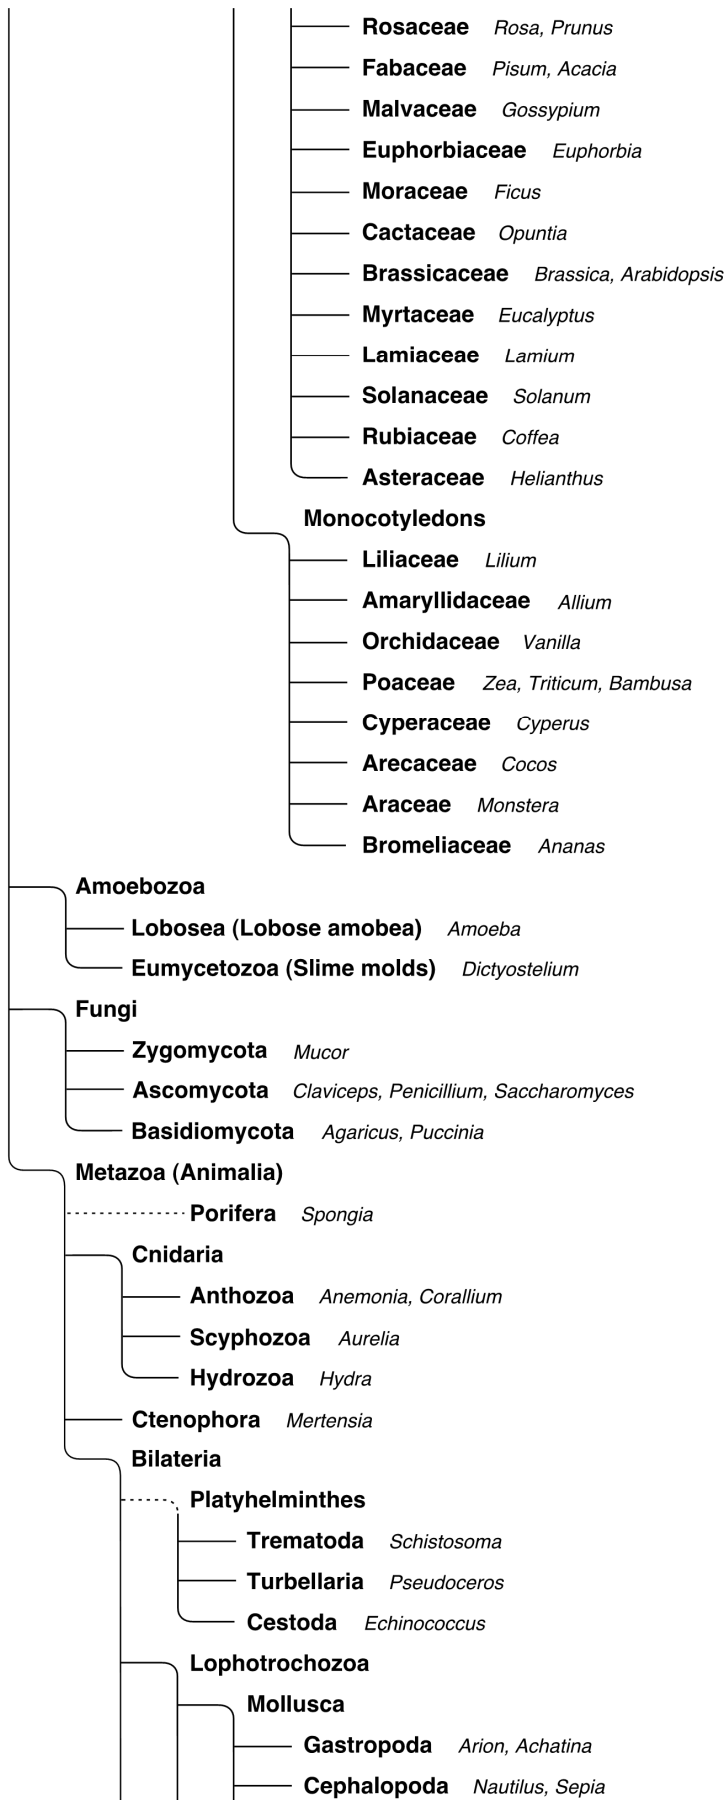 Rosaceae Rosa, Prunus
Fabaceae Pisum, Acacia
Malvaceae Gossypium
Euphorbiaceae Euphorbia
Moraceae Ficus
Cactaceae Opuntia
Brassicaceae Brassica, Arabidopsis
Myrtaceae Eucalyptus
Lamiaceae Lamium
Solanaceae Solanum
Rubiaceae Coffea
Asteraceae Helianthus
Monocotyledons
Liliaceae Lilium
Amaryllidaceae Allium
Orchidaceae Vanilla
Poaceae Zea, Triticum, Bambusa
Cyperaceae Cyperus
Arecaceae Cocos
Araceae Monstera
Bromeliaceae Ananas
Amoebozoa
Lobosea (Lobose amobea) Amoeba
Eumycetozoa (Slime molds) Dictyostelium
Fungi
Zygomycota Mucor
Ascomycota Claviceps, Penicillium, Saccharomyces
Basidiomycota Agaricus, Puccinia
Metazoa (Animalia)
Porifera Spongia
Cnidaria
Anthozoa Anemonia, Corallium
Scyphozoa Aurelia
Hydrozoa Hydra
Ctenophora Mertensia
Bilateria
Platyhelminthes
Trematoda Schistosoma
Turbellaria Pseudoceros
Cestoda Echinococcus
Lophotrochozoa
Mollusca
Gastropoda Arion, Achatina
Cephalopoda Nautilus, Sepia